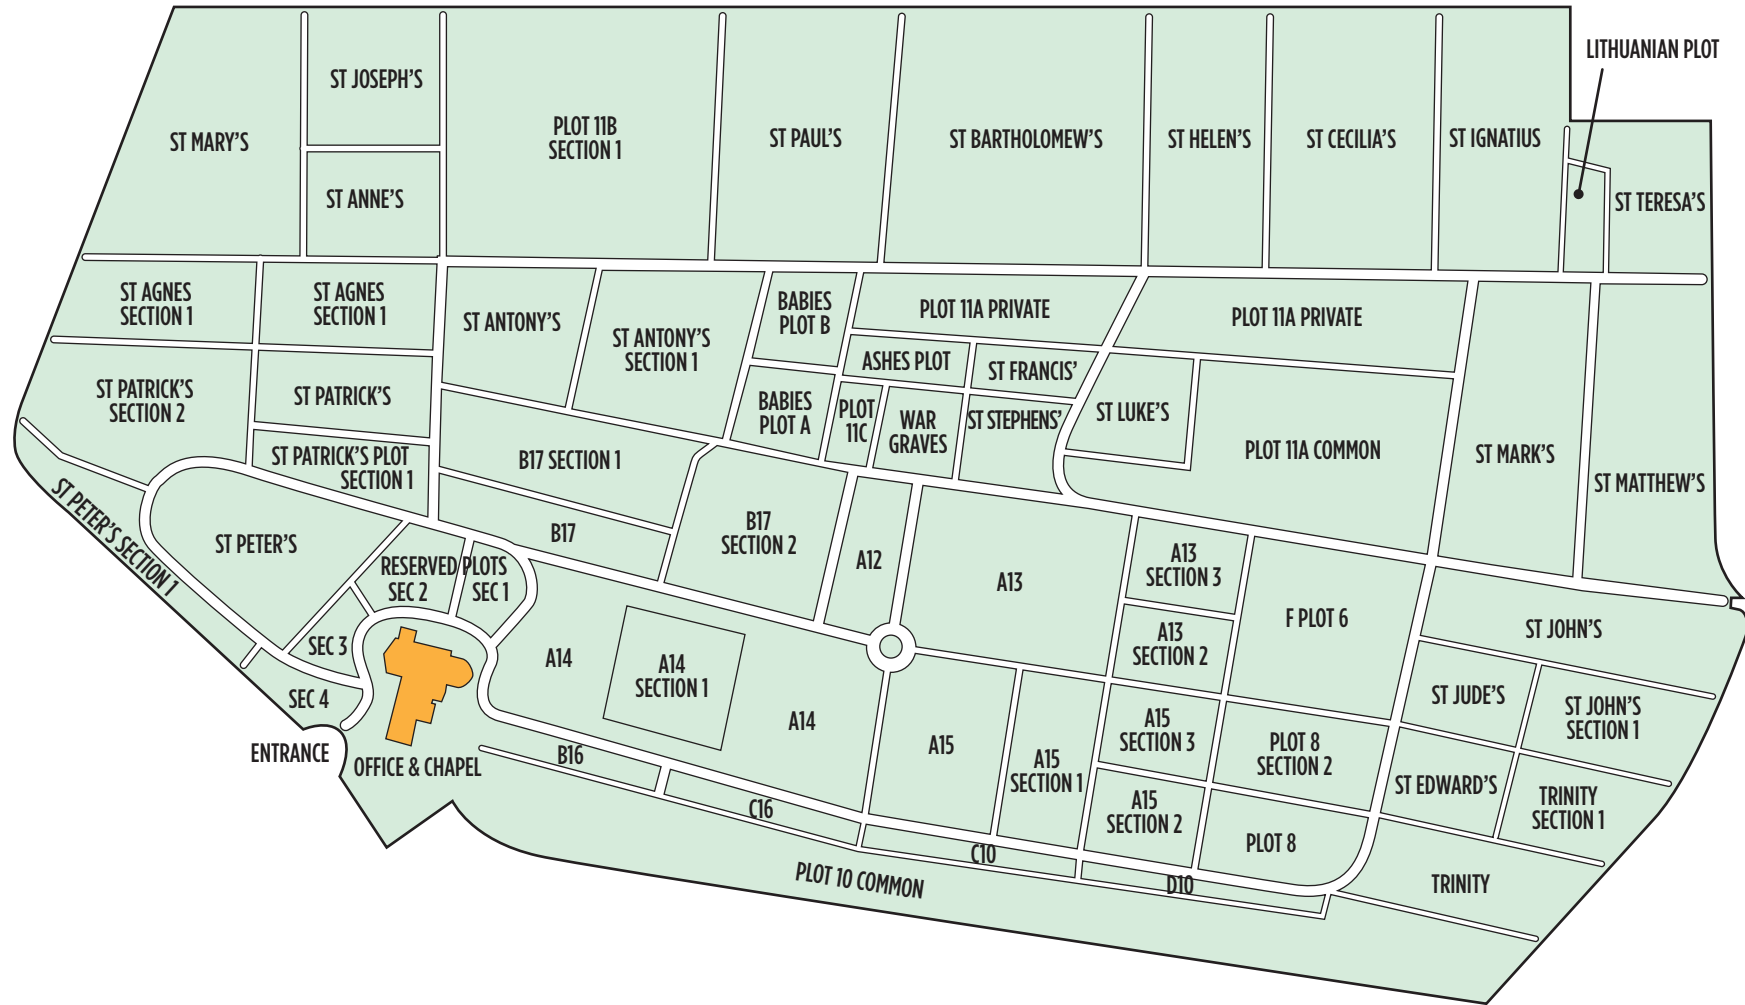 LITHUANIAN PLOT
ST JOSEPH'S
ST MARY'S
PLOT 11B
SECTION 1
ST PAUL'S
ST BARTHOLOMEW'S
ST HELEN'S
ST CECILIA'S
ST IGNATIUS
ST ANNE'S
ST TERESA'S
ST AGNES
SECTION 1
ST AGNES
SECTION 1
ST ANTONY'S
ST ANTONY'S
SECTION 1
BABIES
PLOT B
PLOT 11A PRIVATE
PLOT 11A PRIVATE
ASHES PLOT
ST FRANCIS'
ST PATRICK'S
SECTION 2
ST PATRICK'S
BABIES
PLOT A
PLOT
11C
WAR
GRAVES
ST STEPHENS'
ST LUKE'S
PLOT 11A COMMON
ST MARK'S
ST MATTHEW'S
ST PATRICK'S PLOT
SECTION 1
B17 SECTION 1
ST PETER'S SECTION 1
ST PETER'S
B17
B17
SECTION 2
A12
A13
A13
SECTION 3
RESERVED PLOTS
SEC 2
SEC 1
F PLOT 6
ST JOHN'S
SEC 3
A14
A14
SECTION 1
A13
SECTION 2
SEC 4
A14
ST JUDE'S
ST JOHN'S
SECTION 1
ENTRANCE
OFFICE & CHAPEL
B16
A15
A15
SECTION 1
A15
SECTION 3
PLOT 8
SECTION 2
ST EDWARD'S
TRINITY
SECTION 1
C16
A15
SECTION 2
PLOT 8
C10
PLOT 10 COMMON
D10
TRINITY